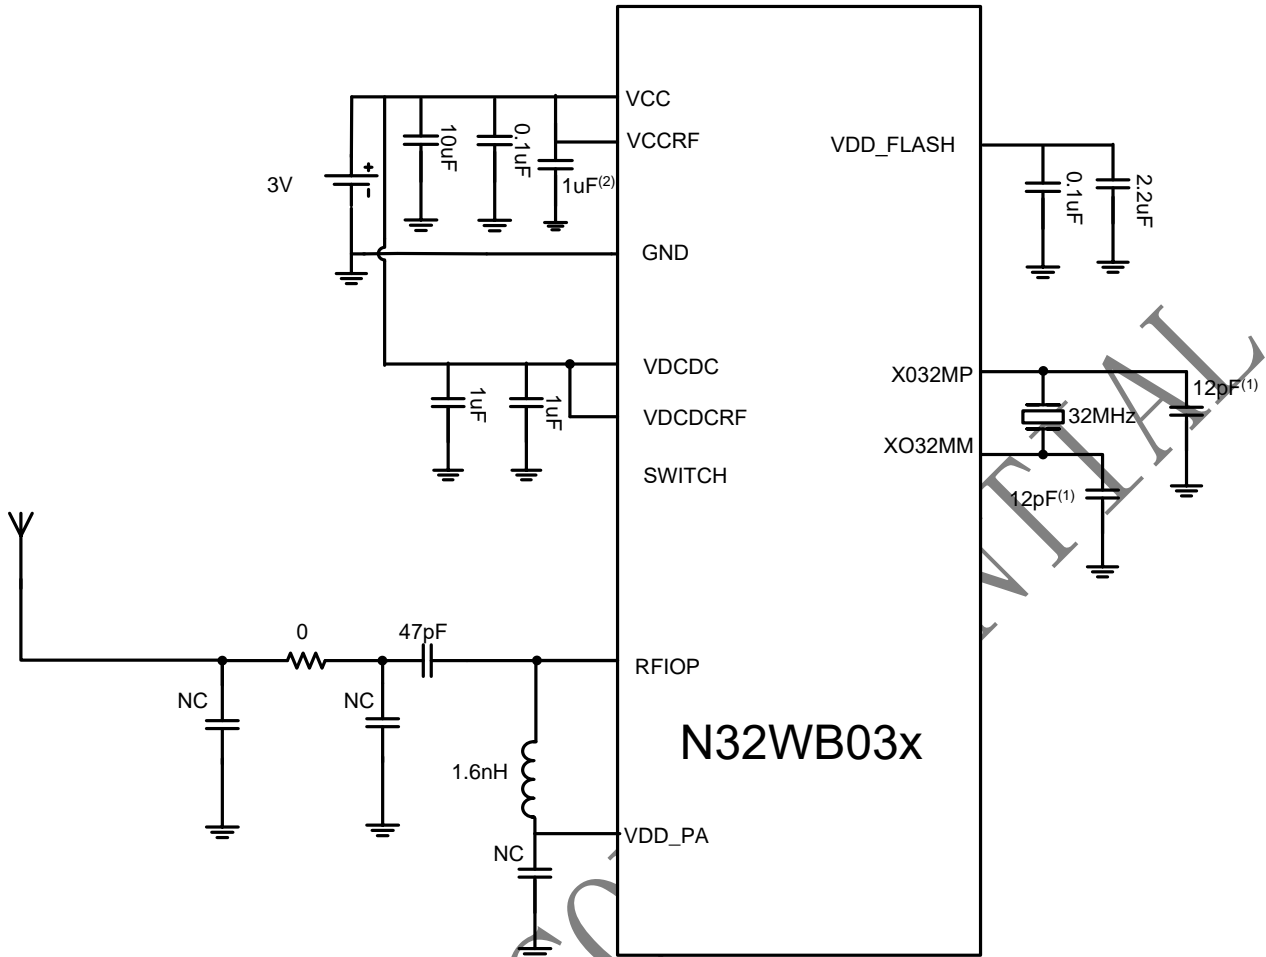 VCC
VCCRF
10uF
0.1uF
1uF(2)
3V
+
-
GND
VDD_FLASH
0.1uF
2.2uF
VDCDC
1uF
1uF
VDCDCRF
SWITCH
X032MP
12pF(1)
32MHz
XO32MM
12pF(1)
0
47pF
RFIOP
NC
NC
N32WB03x
1.6nH
VDD_PA
NC